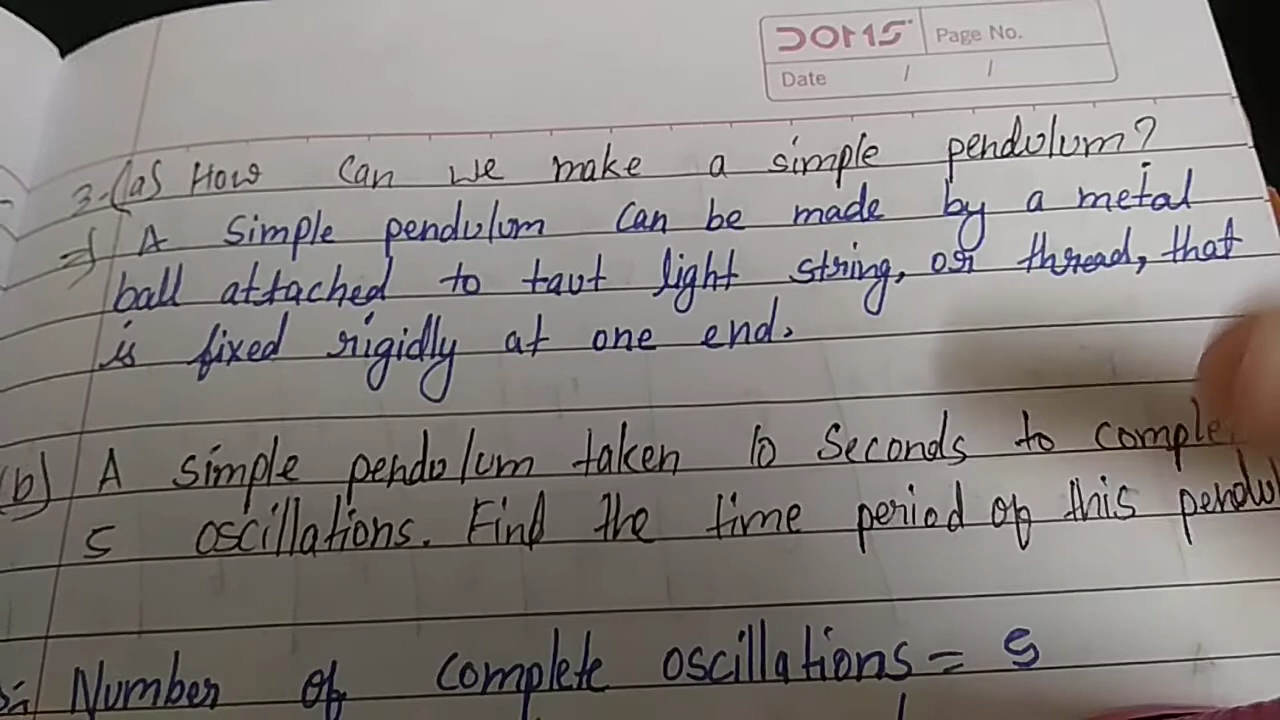 DOMS Page No.
Date / /
3.(a) How can we make a simple pendulum?
⇒ A simple pendulum can be made by a metal
ball attached to taut light string, or thread, that
is fixed rigidly at one end.
(b) A simple pendulum taken 10 seconds to comple
5 oscillations. Find the time period of this pendul
Number of complete oscillations = 5